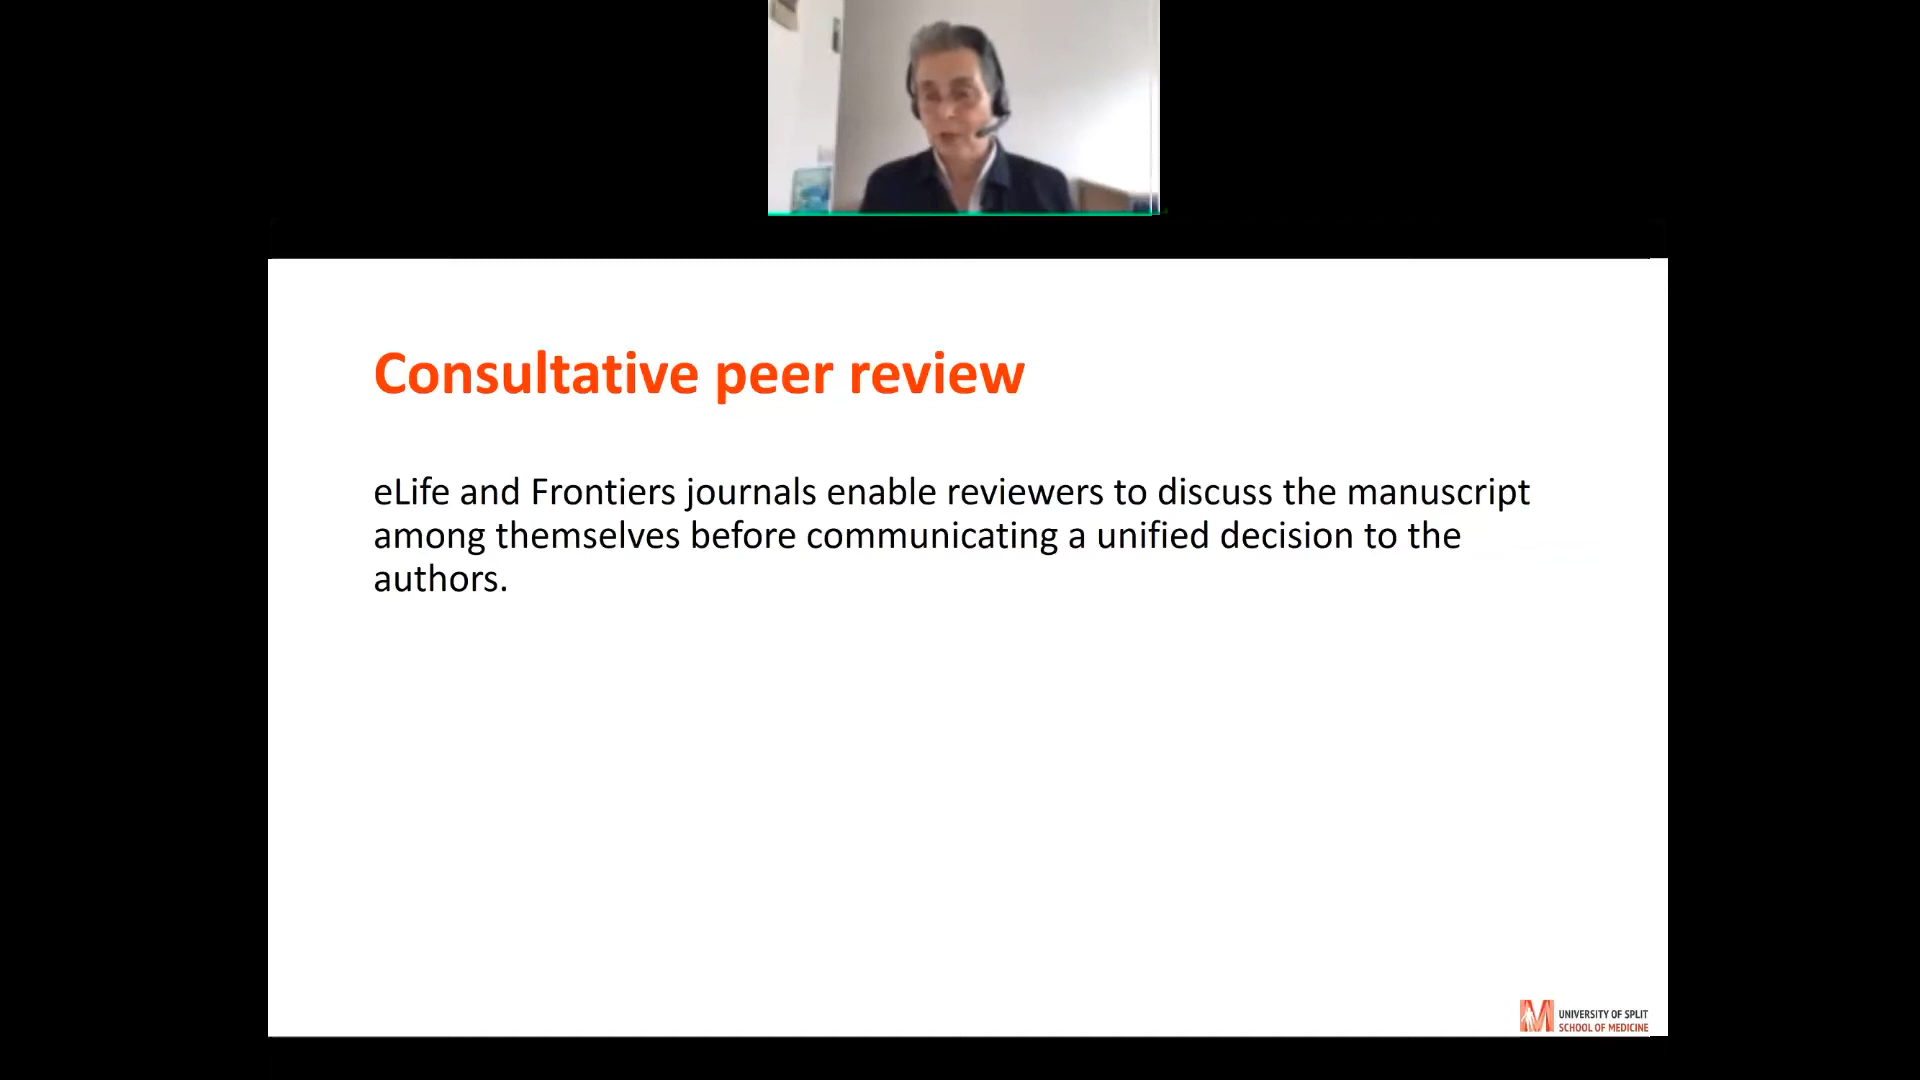 Consultative peer review
eLife and Frontiers journals enable reviewers to discuss the manuscript
among themselves before communicating a unified decision to the
authors.
UNIVERSITY OF SPLIT
SCHOOL OF MEDICINE